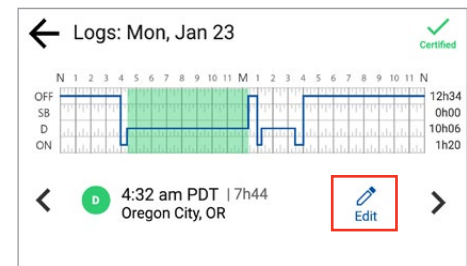 Logs: Mon, Jan 23
Certified
N 1 2 3 4 5 6 7 8 9 10 11 M 1 2 3 4 5 6 7 8 9 10 11 N
OFF 12h34
SB 0h00
D 10h06
ON 1h20
D 4:32 am PDT | 7h44
Oregon City, OR
Edit